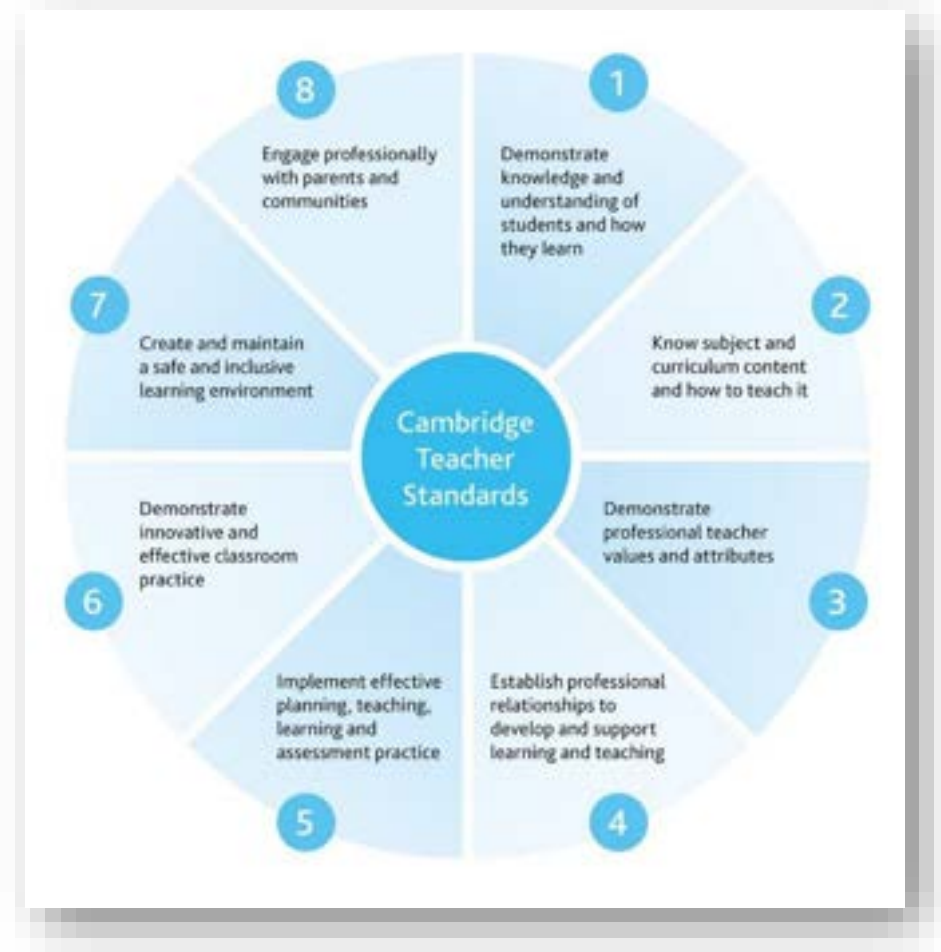 Cambridge
Teacher
Standards
1
Demonstrate
knowledge and
understanding of
students and how
they learn
2
Know subject and
curriculum content
and how to teach it
3
Demonstrate
professional teacher
values and attributes
4
Establish professional
relationships to
develop and support
learning and teaching
5
Implement effective
planning, teaching,
learning and
assessment practice
6
Demonstrate
innovative and
effective classroom
practice
7
Create and maintain
a safe and inclusive
learning environment
8
Engage professionally
with parents and
communities